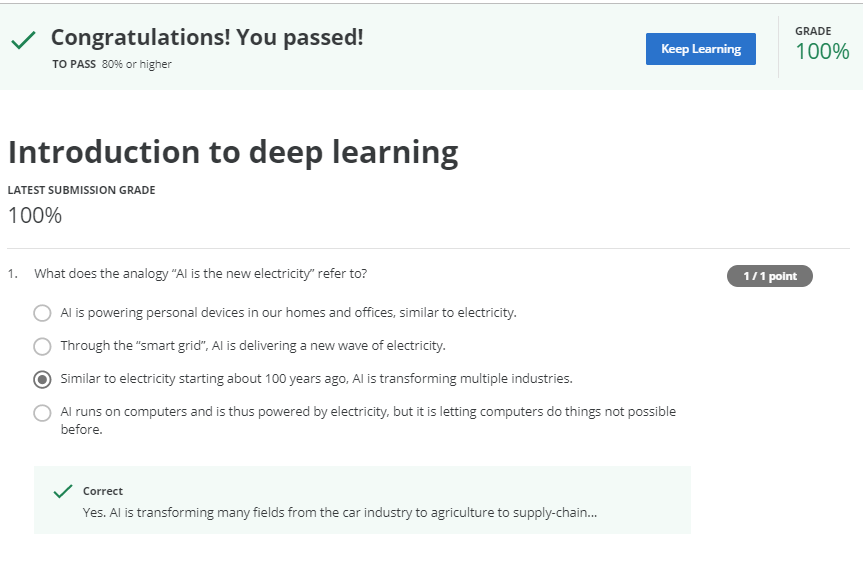 Congratulations! You passed!
TO PASS 80% or higher
Keep Learning
GRADE
100%
Introduction to deep learning
LATEST SUBMISSION GRADE
100%
1. What does the analogy “AI is the new electricity” refer to?
1 / 1 point
AI is powering personal devices in our homes and offices, similar to electricity.
Through the “smart grid”, AI is delivering a new wave of electricity.
Similar to electricity starting about 100 years ago, AI is transforming multiple industries.
AI runs on computers and is thus powered by electricity, but it is letting computers do things not possible
before.
Correct
Yes. AI is transforming many fields from the car industry to agriculture to supply-chain...